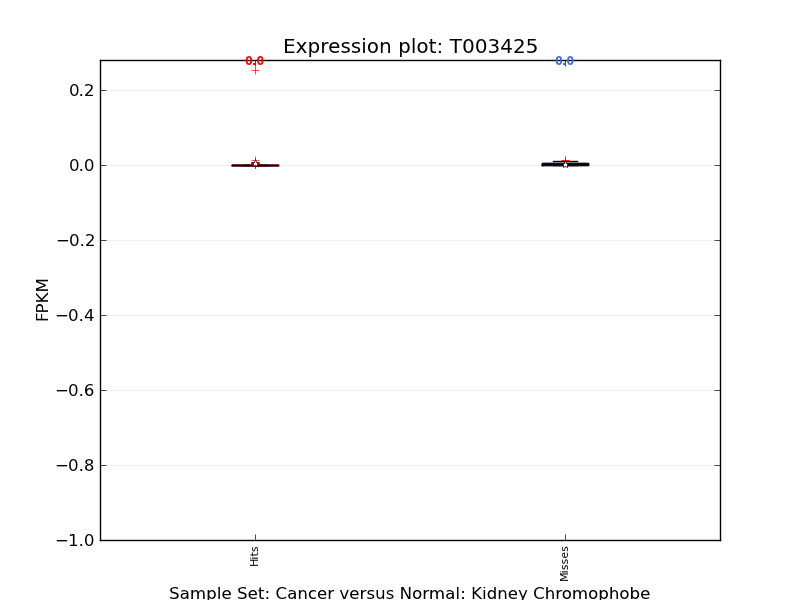 Expression plot: T003425
0.0 0.0
0.2
0.0
−0.2
−0.4
−0.6
−0.8
−1.0
FPKM
Hits Misses
Sample Set: Cancer versus Normal: Kidney Chromophobe